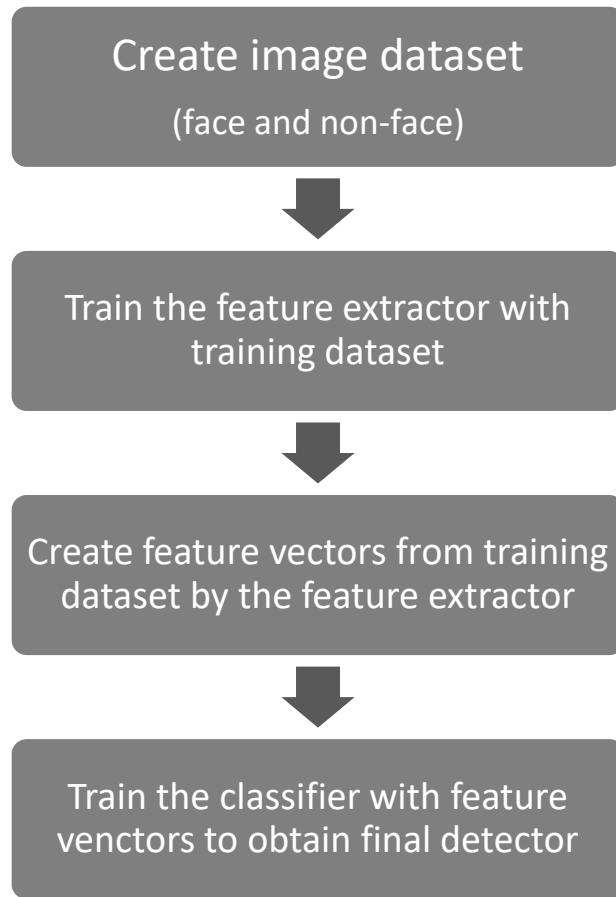 Create image dataset
(face and non-face)
Train the feature extractor with
training dataset
Create feature vectors from training
dataset by the feature extractor
Train the classifier with feature
venctors to obtain final detector